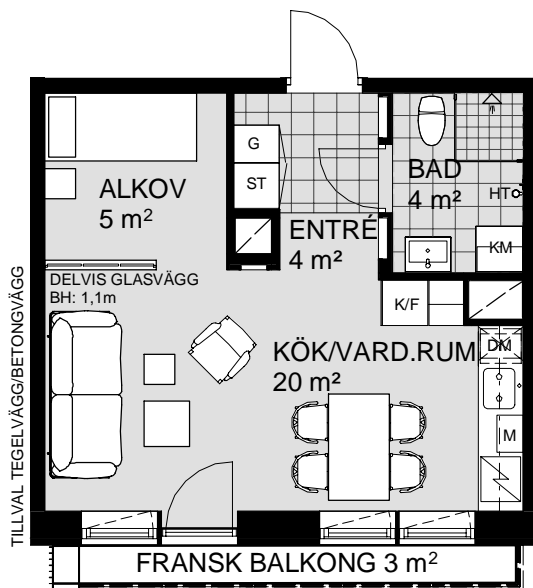 G
ST
ALKOV
5 m²
BAD
4 m²
HT
KM
ENTRÉ
4 m²
DELVIS GLASVÄGG
BH: 1,1m
K/F
KÖK/VARD.RUM
20 m²
DM
M
TILLVAL TEGELVÄGG/BETONGVÄGG
FRANSK BALKONG 3 m²